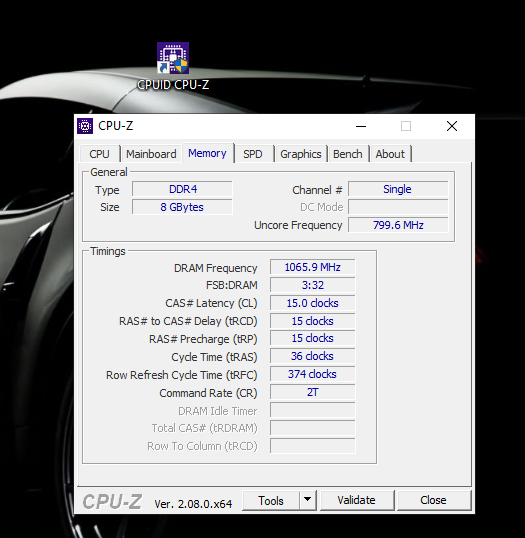 CPUID CPU-Z
CPU-Z
CPU Mainboard Memory SPD Graphics Bench About
General
Type DDR4 Channel # Single
Size 8 GBytes DC Mode
Uncore Frequency 799.6 MHz
Timings
DRAM Frequency 1065.9 MHz
FSB:DRAM 3:32
CAS# Latency (CL) 15.0 clocks
RAS# to CAS# Delay (tRCD) 15 clocks
RAS# Precharge (tRP) 15 clocks
Cycle Time (tRAS) 36 clocks
Row Refresh Cycle Time (tRFC) 374 clocks
Command Rate (CR) 2T
DRAM Idle Timer
Total CAS# (tRDRAM)
Row To Column (tRCD)
CPU-Z Ver. 2.08.0.x64 Tools Validate Close